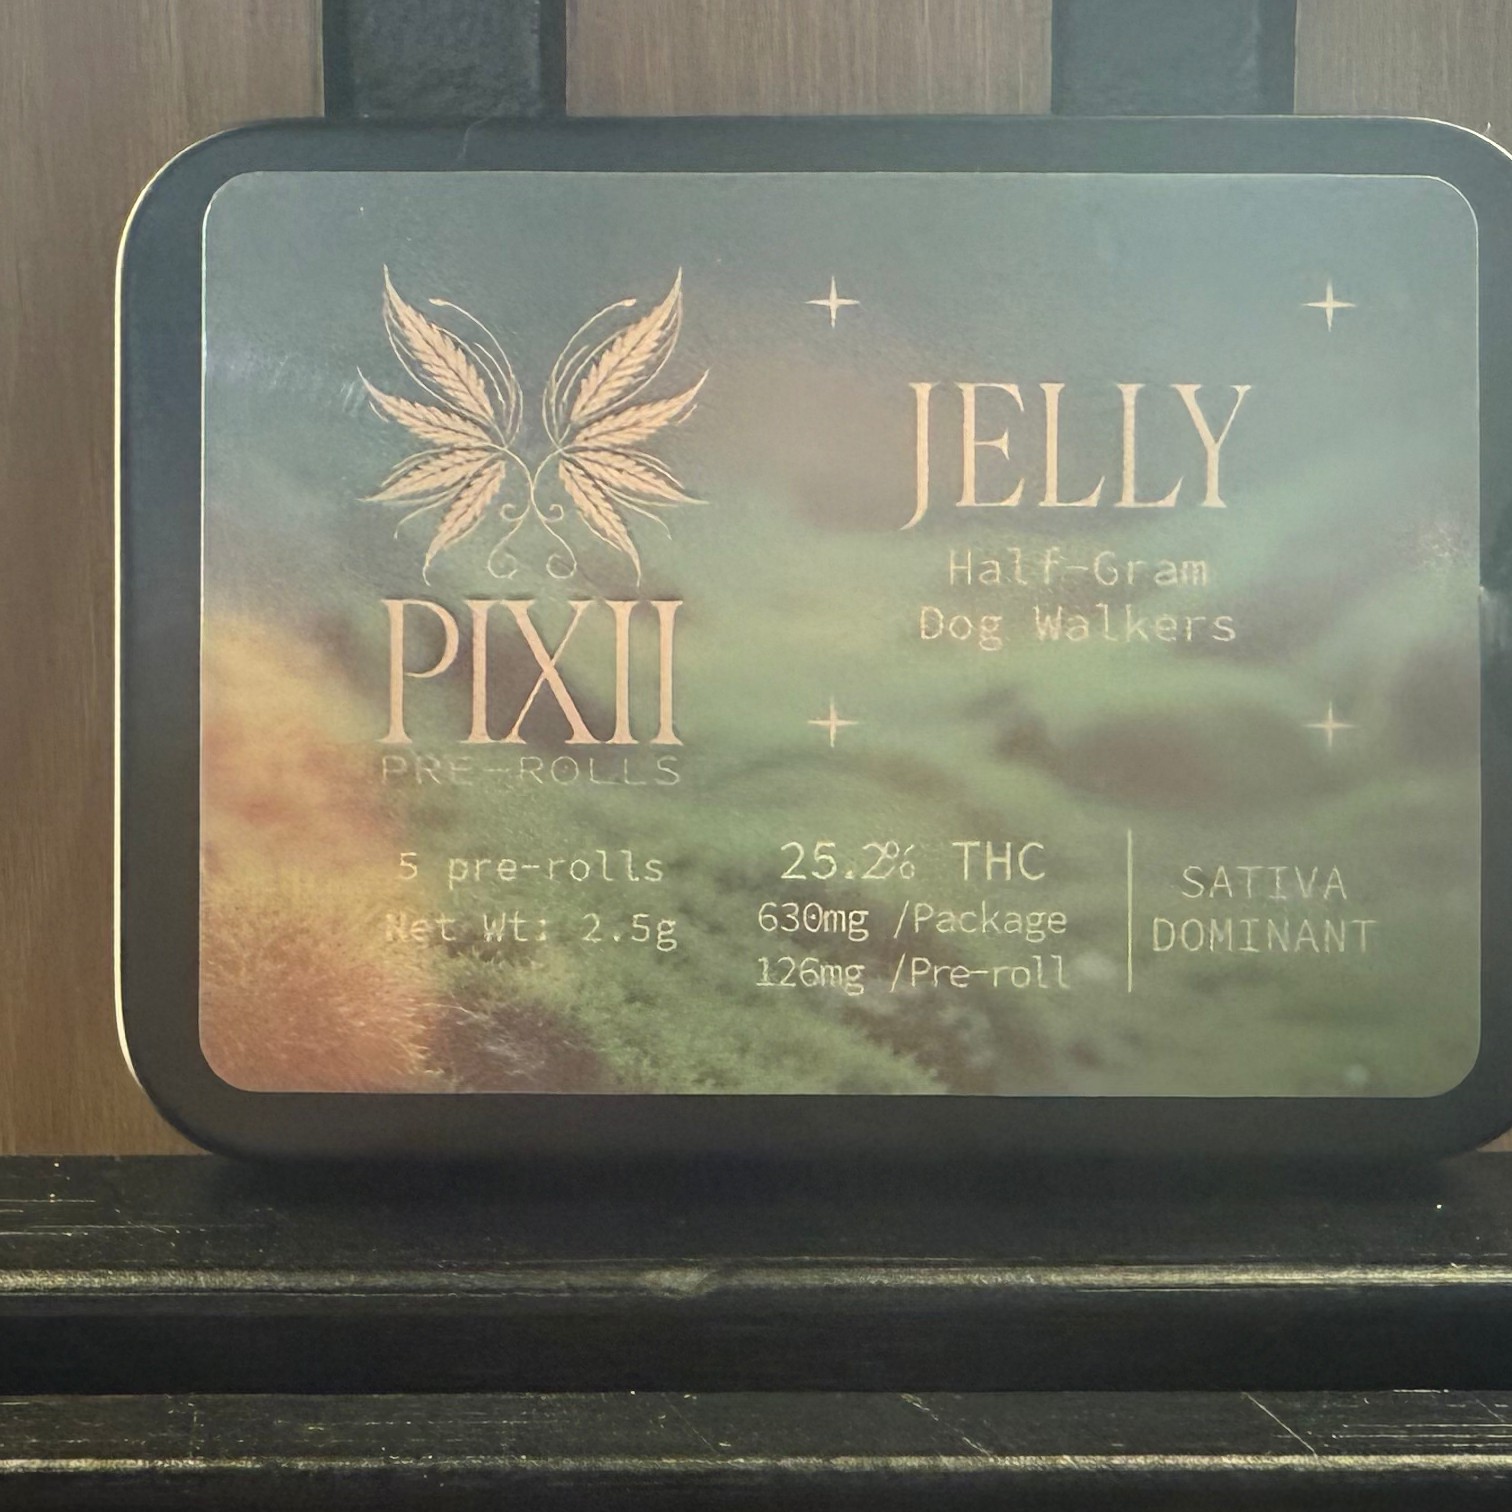 PIXII
PRE-ROLLS
JELLY
Half-Gram
Dog Walkers
5 pre-rolls
Net Wt: 2.5g
25.2% THC
630mg /Package
126mg /Pre-roll
SATIVA
DOMINANT